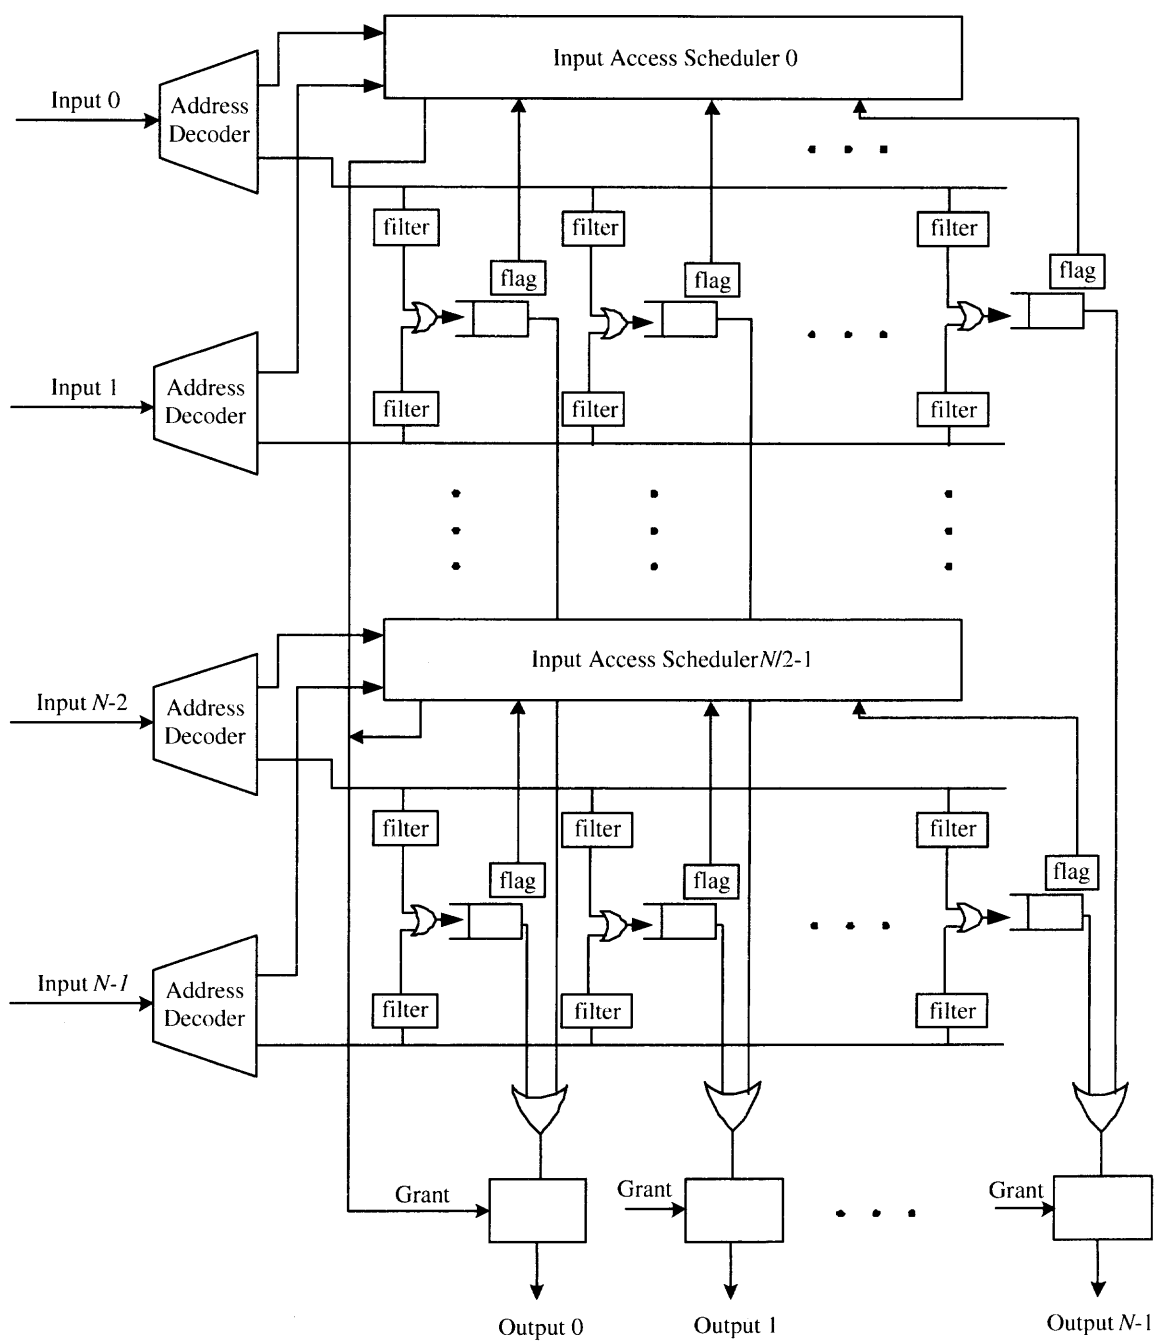 Input Access Scheduler 0
Input 0
Address
Decoder
filter
filter
filter
flag
flag
flag
Input 1
Address
Decoder
filter
filter
filter
Input Access Scheduler N/2-1
Input N-2
Address
Decoder
filter
filter
filter
flag
flag
flag
Input N-1
Address
Decoder
filter
filter
filter
Grant
Grant
Grant
Output 0
Output 1
Output N-1